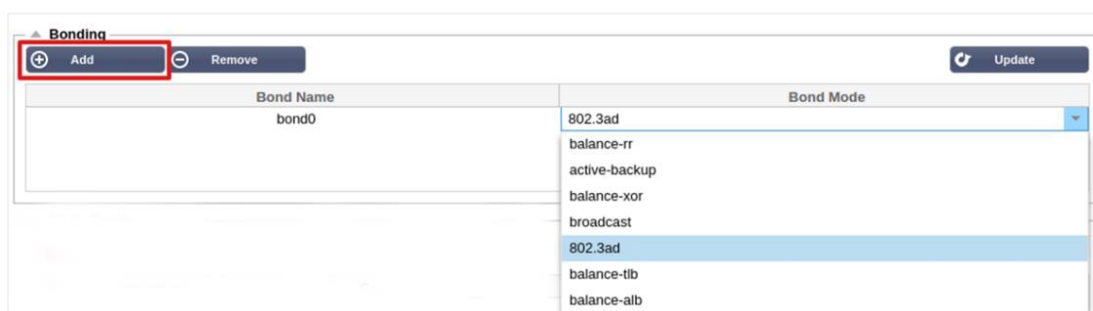 Bonding
Add Remove Update
Bond Name Bond Mode
bond0 802.3ad
balance-rr
active-backup
balance-xor
broadcast
802.3ad
balance-tlb
balance-alb